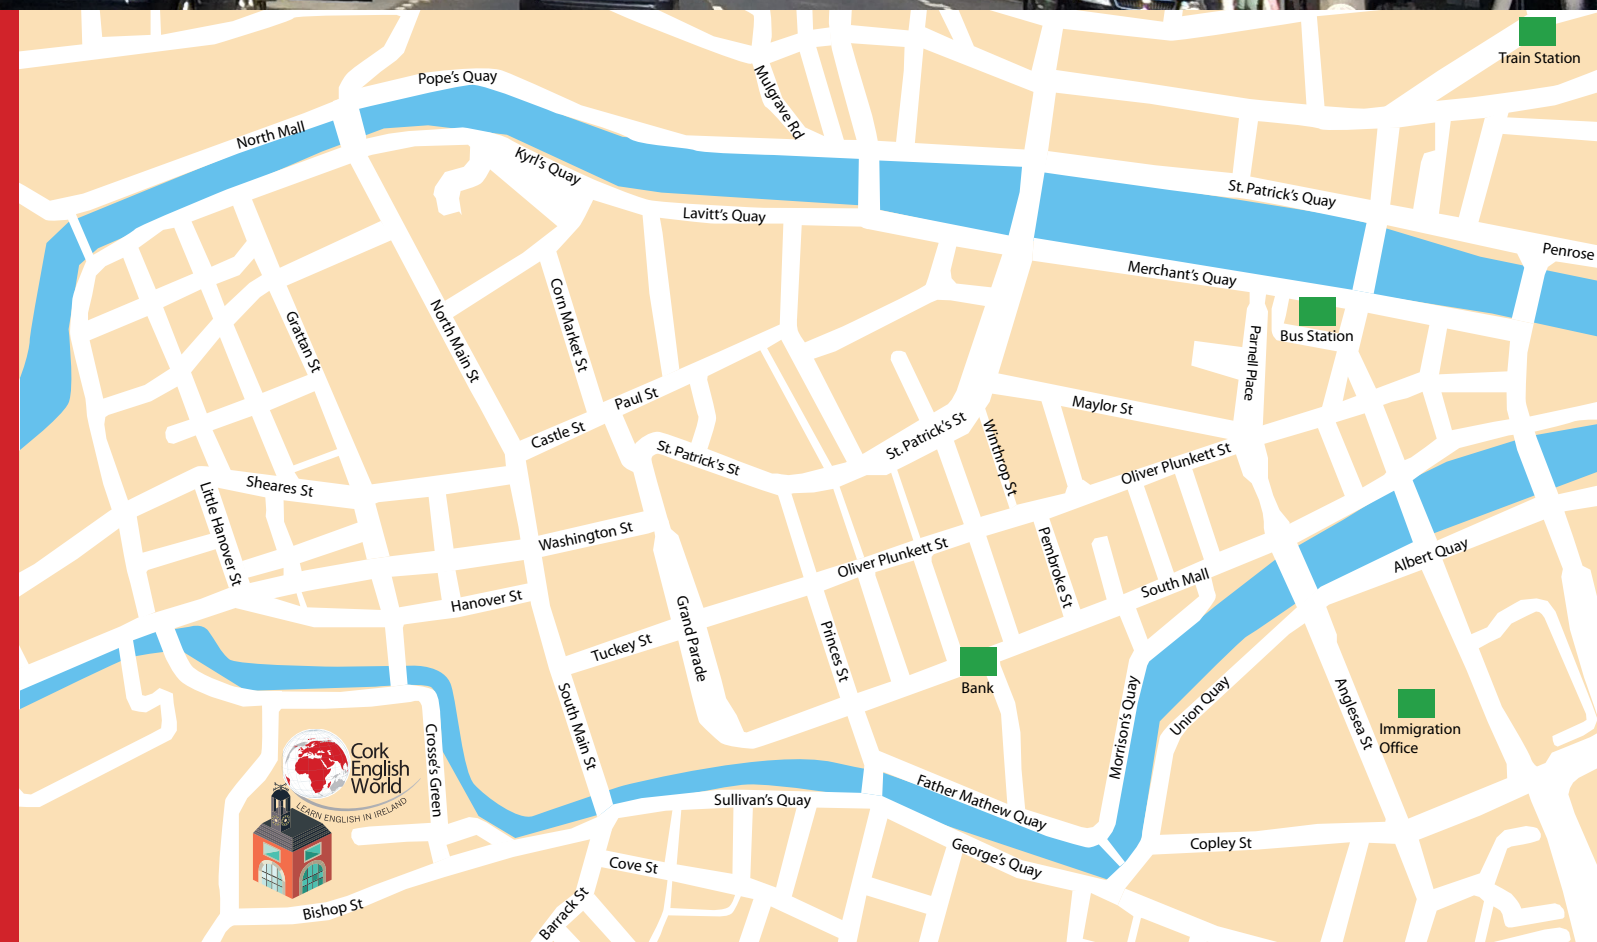 Train Station
Pope's Quay
Mulgrave Rd
North Mall
Kyrl's Quay
St. Patrick's Quay
Lavitt's Quay
Penrose
Merchant's Quay
Bus Station
Grattan St
North Main St
Corn Market St
Parnell Place
Paul St
Maylor St
Castle St
St. Patrick's St
St. Patrick's St
Winthrop St
Oliver Plunkett St
Sheares St
Little Hanover St
Washington St
Oliver Plunkett St
Pembroke St
Albert Quay
South Mall
Hanover St
Grand Parade
Tuckey St
Princes St
Bank
South Main St
Morrison's Quay
Union Quay
Anglesea St
Immigration
Office
Crosse's Green
Cork
English
World
LEARN ENGLISH IN IRELAND
Sullivan's Quay
Father Mathew Quay
George's Quay
Copley St
Cove St
Barrack St
Bishop St